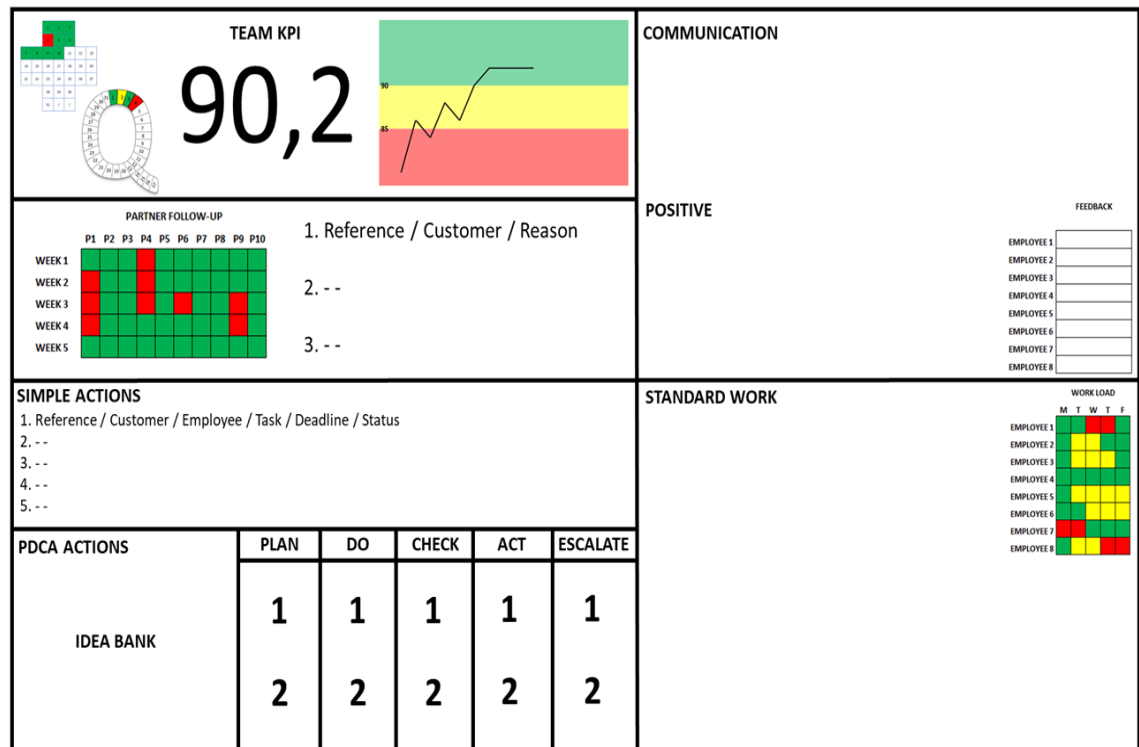 TEAM KPI
90,2
90
85
COMMUNICATION
PARTNER FOLLOW-UP
P1 P2 P3 P4 P5 P6 P7 P8 P9 P10
WEEK 1
WEEK 2
WEEK 3
WEEK 4
WEEK 5
1. Reference / Customer / Reason
2. - -
3. - -
POSITIVE
FEEDBACK
EMPLOYEE 1
EMPLOYEE 2
EMPLOYEE 3
EMPLOYEE 4
EMPLOYEE 5
EMPLOYEE 6
EMPLOYEE 7
EMPLOYEE 8
SIMPLE ACTIONS
1. Reference / Customer / Employee / Task / Deadline / Status
2. - -
3. - -
4. - -
5. - -
STANDARD WORK
WORK LOAD
M T W T F
EMPLOYEE 1
EMPLOYEE 2
EMPLOYEE 3
EMPLOYEE 4
EMPLOYEE 5
EMPLOYEE 6
EMPLOYEE 7
EMPLOYEE 8
PDCA ACTIONS
IDEA BANK
PLAN DO CHECK ACT ESCALATE
1 1 1 1 1
2 2 2 2 2